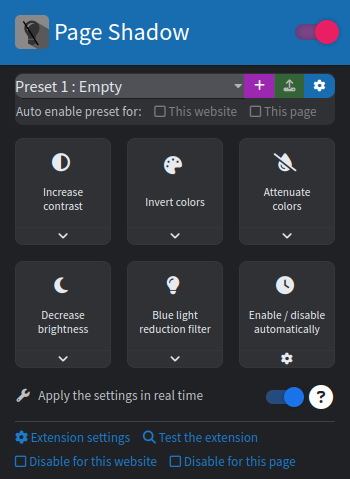 Page Shadow
Preset 1 : Empty
Auto enable preset for: This website This page
Increase
contrast
Invert colors
Attenuate
colors
Decrease
brightness
Blue light
reduction filter
Enable / disable
automatically
Apply the settings in real time ?
Extension settings Test the extension
Disable for this website Disable for this page